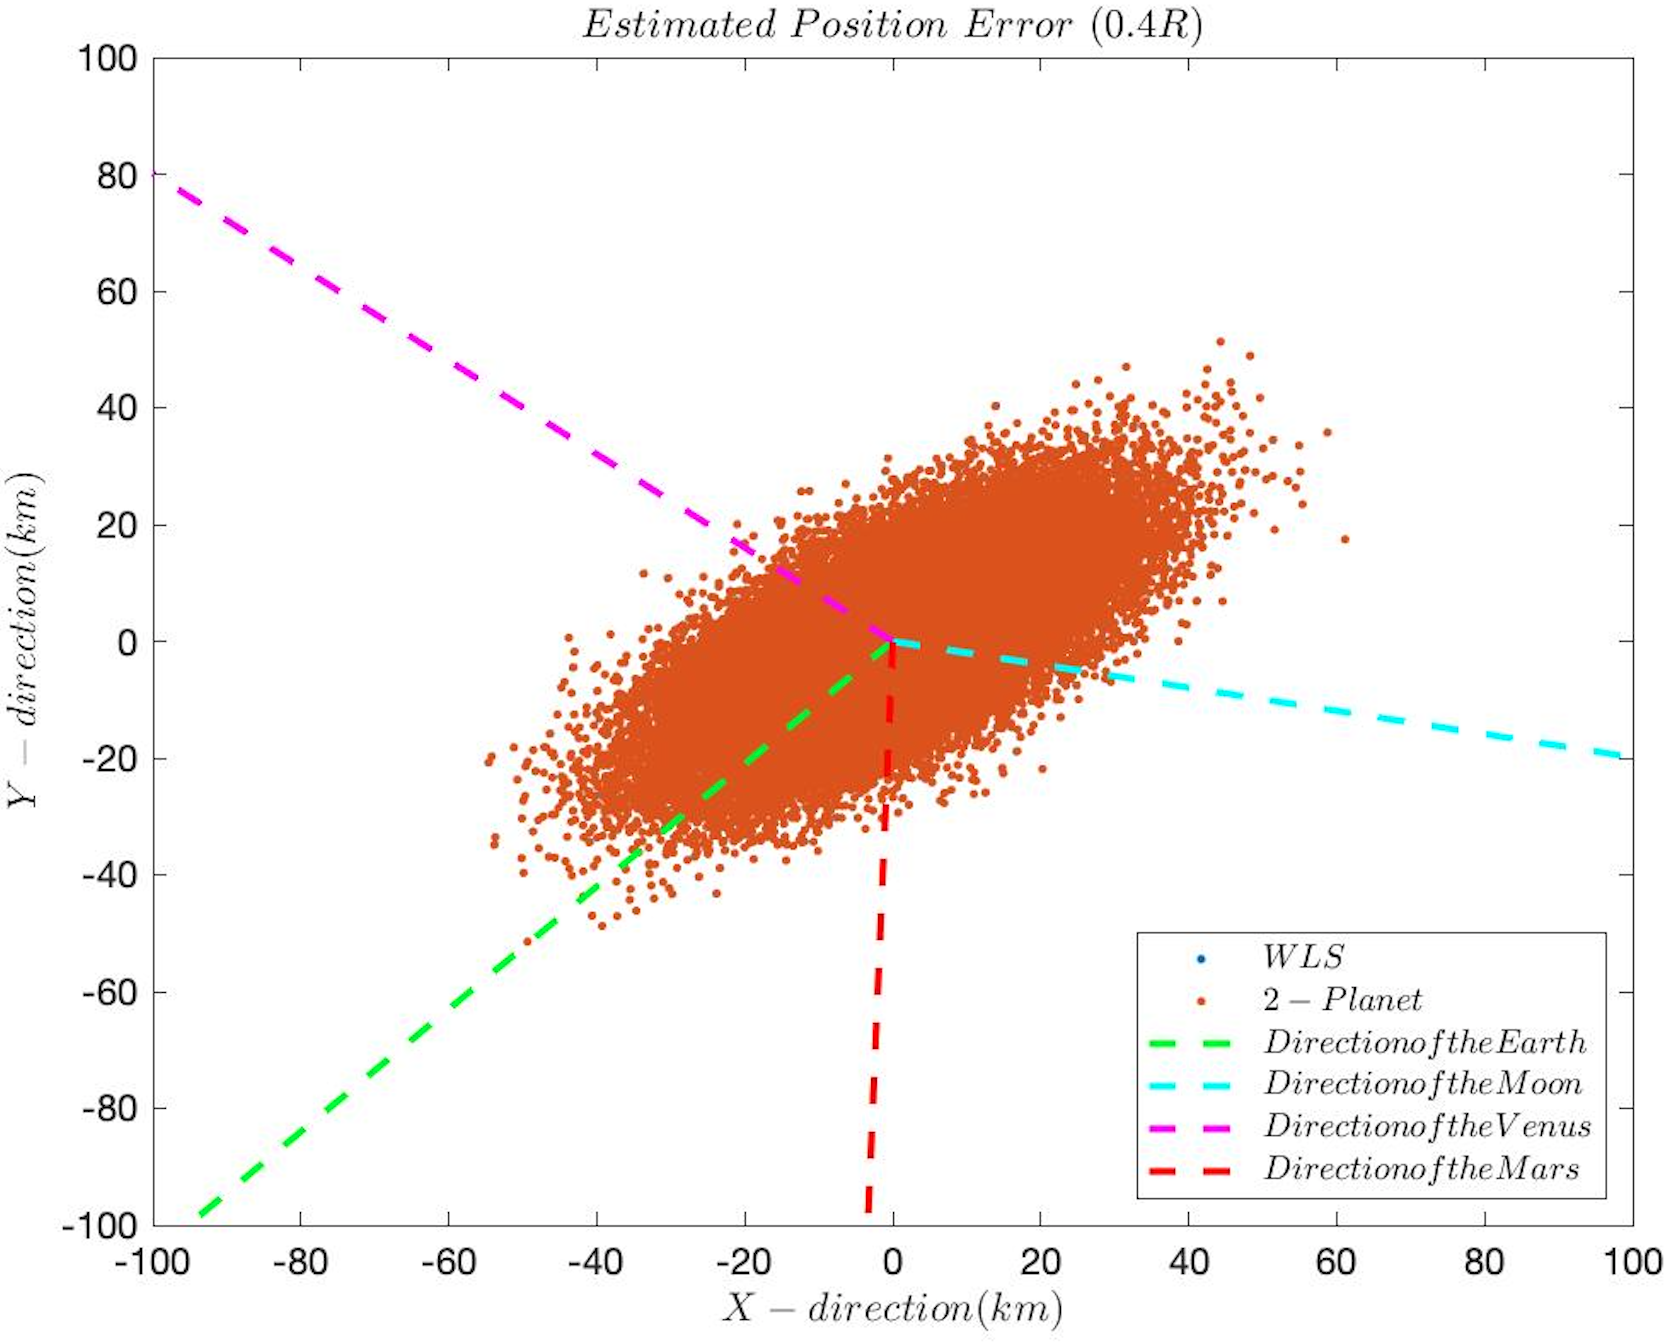 Estimated Position Error (0.4R)
100
80
60
40
20
0
-20
-40
-60
-80
-100
Y − direction(km)
-100 -80 -60 -40 -20 0 20 40 60 80 100
X − direction(km)
WLS
2 − Planet
DirectionoftheEarth
DirectionoftheMoon
DirectionoftheVenus
DirectionoftheMars